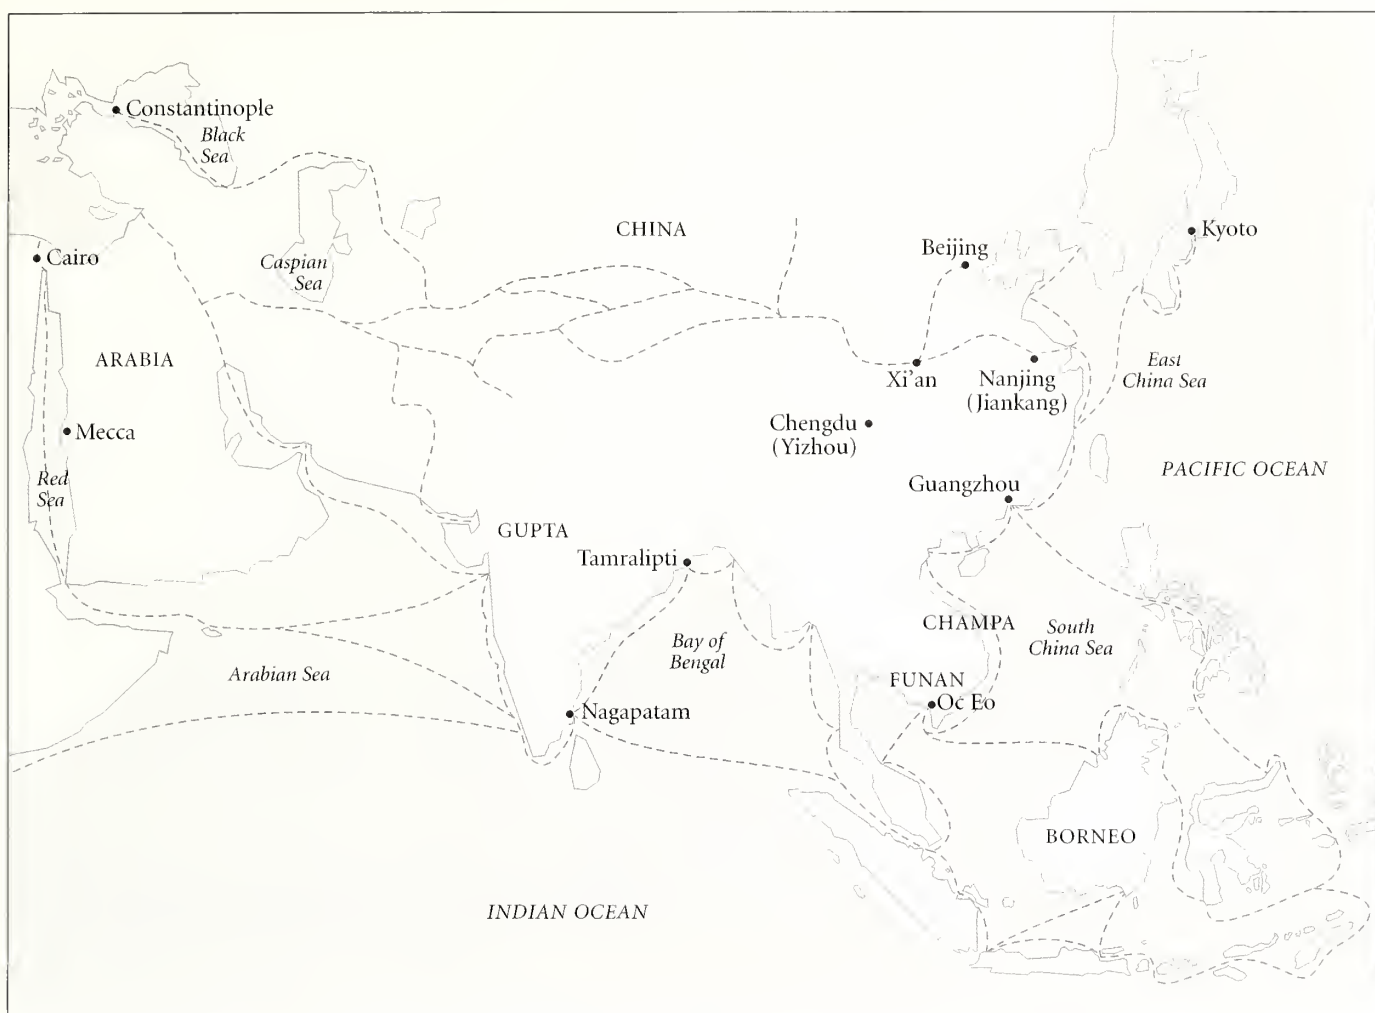 Constantinople
Black
Sea
CHINA
Kyoto
Beijing
Cairo
Caspian
Sea
ARABIA
East
China Sea
Xi’an
Nanjing
(Jiankang)
Chengdu
(Yizhou)
Mecca
Red
Sea
PACIFIC OCEAN
Guangzhou
GUPTA
Tamralipti
CHAMPA
South
China Sea
Bay of
Bengal
Arabian Sea
FUNAN
Oc Eo
Nagapatam
BORNEO
INDIAN OCEAN